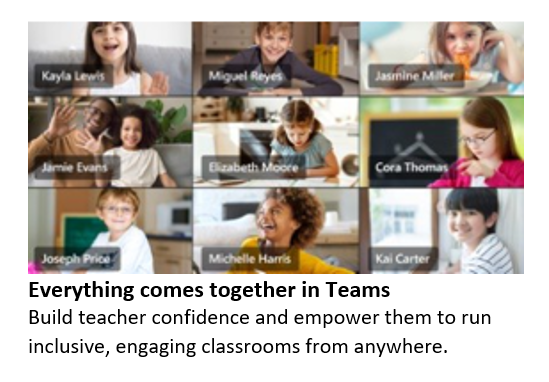 Kayla Lewis
Miguel Reyes
Jasmine Miller
Jamie Evans
Elizabeth Moore
Cora Thomas
Joseph Price
Michelle Harris
Kai Carter
Everything comes together in Teams
Build teacher confidence and empower them to run
inclusive, engaging classrooms from anywhere.